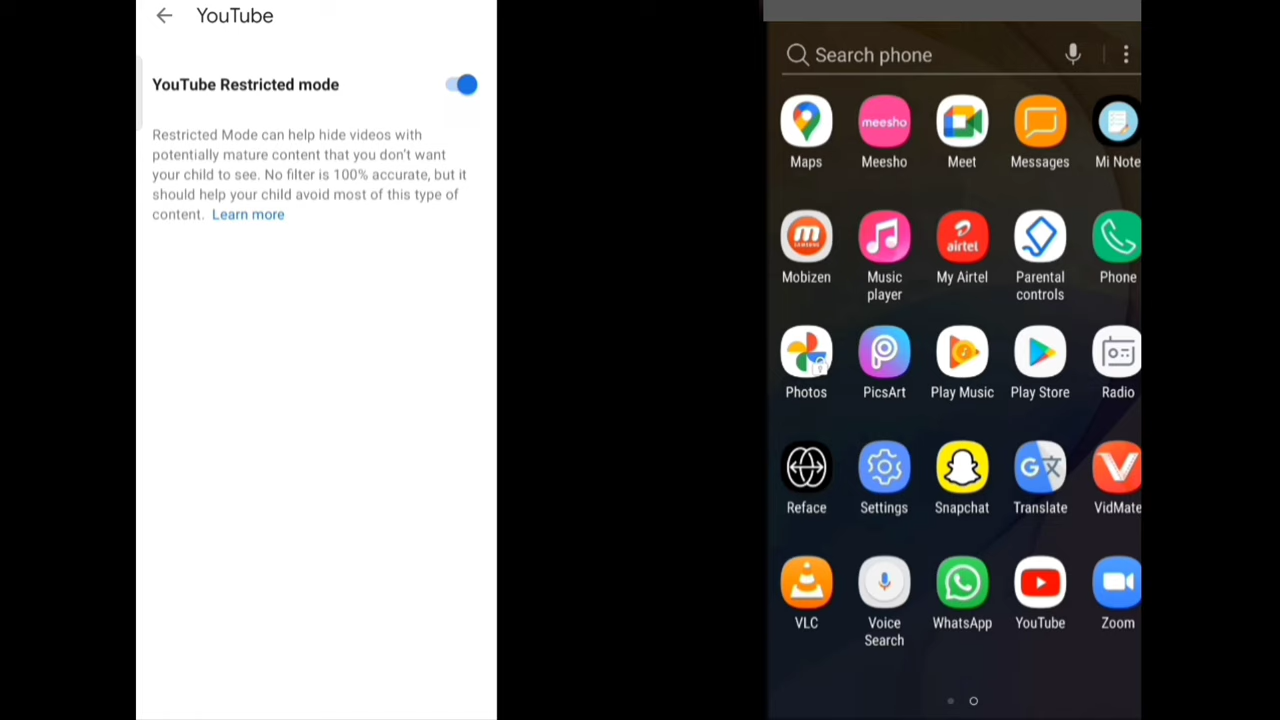 YouTube
YouTube Restricted mode
Restricted Mode can help hide videos with
potentially mature content that you don't want
your child to see. No filter is 100% accurate, but it
should help your child avoid most of this type of
content. Learn more
Search phone
meesho
Maps
Meesho
Meet
Messages
Mi Note
airtel
Mobizen
Music
player
My Airtel
Parental
controls
Phone
Photos
PicsArt
Play Music
Play Store
Radio
Reface
Settings
Snapchat
Translate
VidMate
VLC
Voice
Search
WhatsApp
YouTube
Zoom